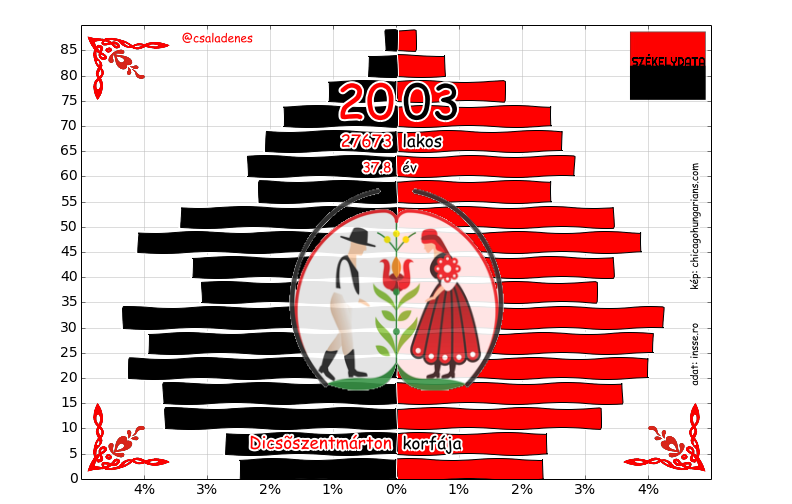 @csaladenes
SZÉKELYDATA
2003
27673 lakos
37.8 év
kép: chicagohungarians.com
adat: insse.ro
Dicsőszentmárton korfája
85
80
75
70
65
60
55
50
45
40
35
30
25
20
15
10
5
0
4% 3% 2% 1% 0% 1% 2% 3% 4%